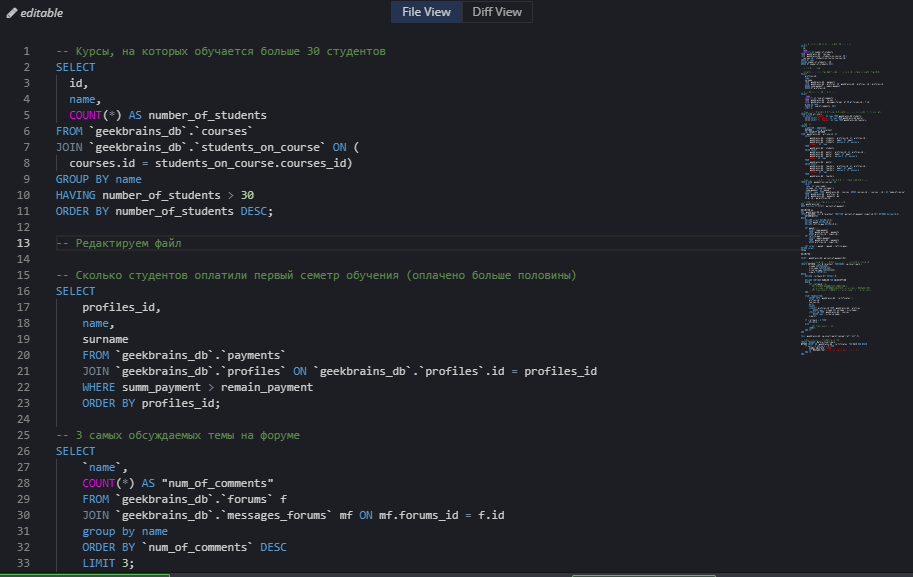 editable
File View
Diff View
1 -- Курсы, на которых обучается больше 30 студентов
2 SELECT
3 id,
4 name,
5 COUNT(*) AS number_of_students
6 FROM `geekbrains_db`.`courses`
7 JOIN `geekbrains_db`.`students_on_course` ON (
8 courses.id = students_on_course.courses_id)
9 GROUP BY name
10 HAVING number_of_students > 30
11 ORDER BY number_of_students DESC;
12
13 -- Редактируем файл
14
15 -- Сколько студентов оплатили первый семетр обучения (оплачено больше половины)
16 SELECT
17 profiles_id,
18 name,
19 surname
20 FROM `geekbrains_db`.`payments`
21 JOIN `geekbrains_db`.`profiles` ON `geekbrains_db`.`profiles`.id = profiles_id
22 WHERE summ_payment > remain_payment
23 ORDER BY profiles_id;
24
25 -- 3 самых обсуждаемых темы на форуме
26 SELECT
27 `name`,
28 COUNT(*) AS "num_of_comments"
29 FROM `geekbrains_db`.`forums` f
30 JOIN `geekbrains_db`.`messages_forums` mf ON mf.forums_id = f.id
31 group by name
32 ORDER BY `num_of_comments` DESC
33 LIMIT 3;